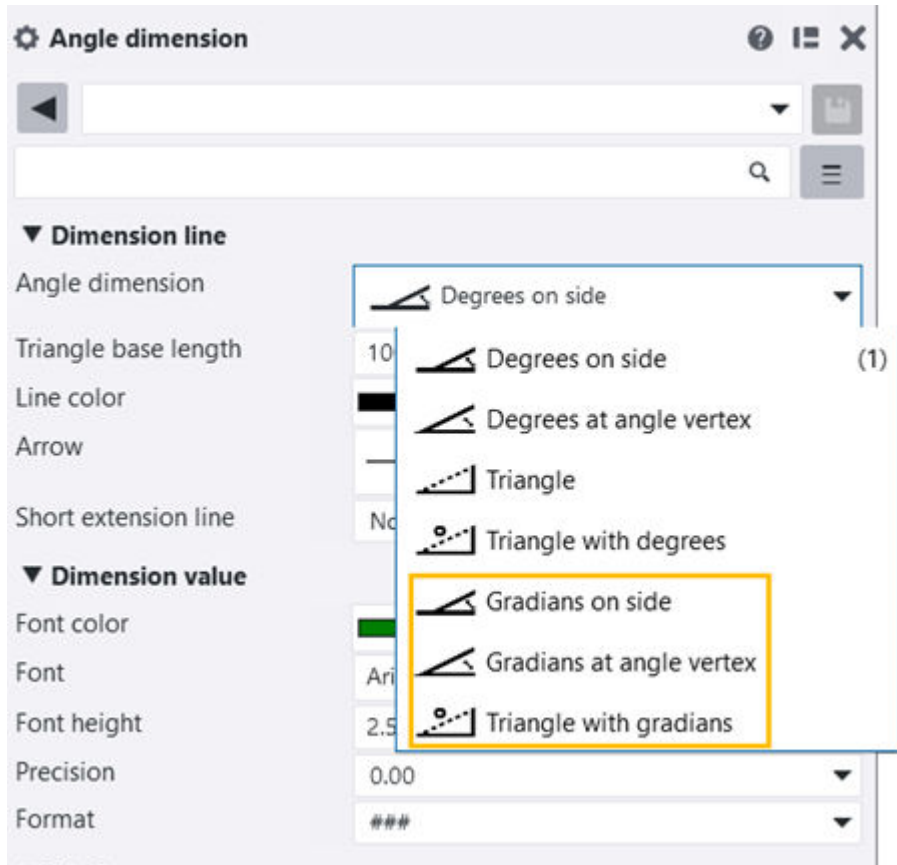 Angle dimension
Dimension line
Angle dimension
Degrees on side
Triangle base length
10
Degrees on side
(1)
Line color
Degrees at angle vertex
Arrow
Triangle
Short extension line
No
Triangle with degrees
Dimension value
Gradians on side
Font color
Font
Ari
Gradians at angle vertex
Font height
2.5
Triangle with gradians
Precision
0.00
Format
###